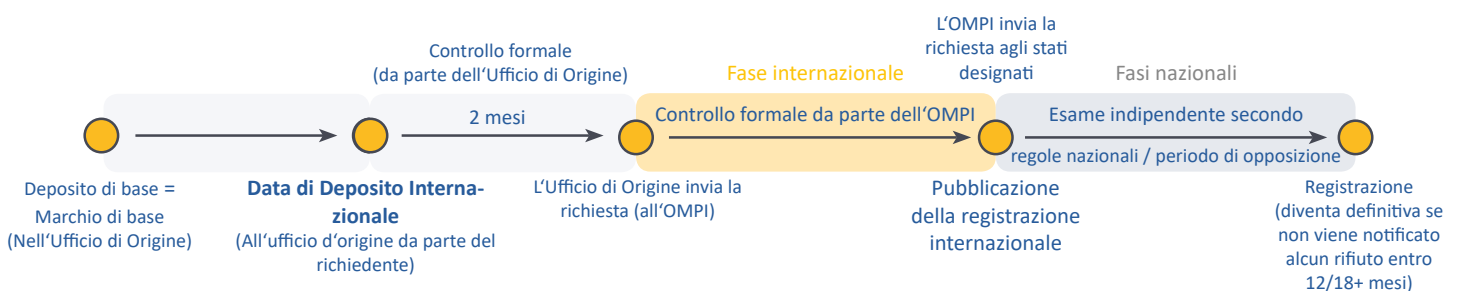 L‘OMPI invia la
richiesta agli stati
designati
Controllo formale
(da parte dell‘Ufficio di Origine)
Fase internazionale
Fasi nazionali
2 mesi
Controllo formale da parte dell‘OMPI
Esame indipendente secondo
regole nazionali / periodo di opposizione
Deposito di base =
Marchio di base
(Nell‘Ufficio di Origine)
Data di Deposito Interna-
zionale
(All‘ufficio d‘origine da parte del
richiedente)
L‘Ufficio di Origine invia la
richiesta (all‘OMPI)
Pubblicazione
della registrazione
internazionale
Registrazione
(diventa definitiva se
non viene notificato
alcun rifiuto entro
12/18+ mesi)